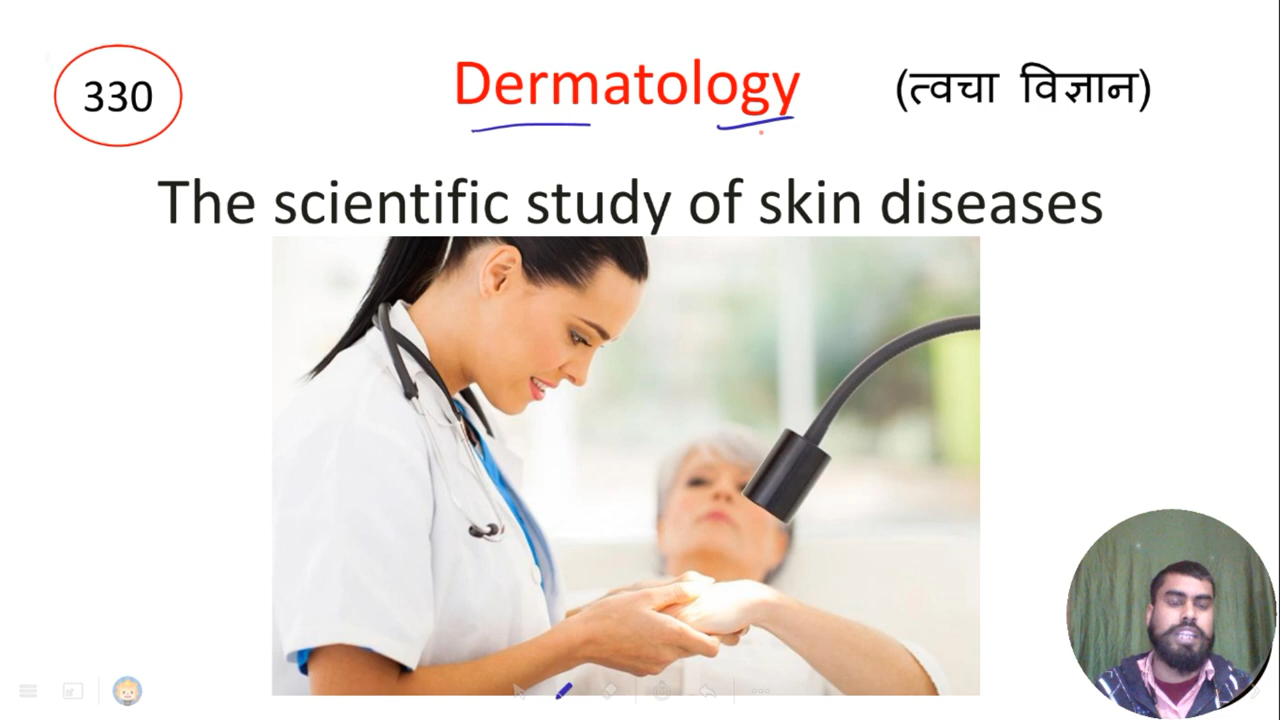 330
Dermatology (त्वचा विज्ञान)
The scientific study of skin diseases